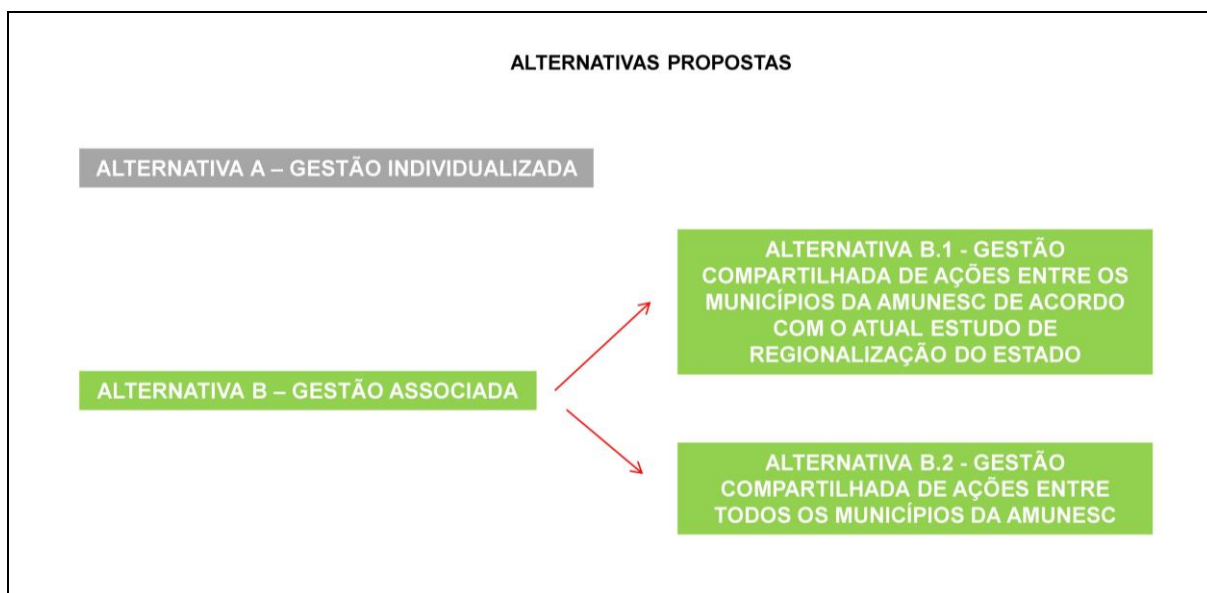 ALTERNATIVAS PROPOSTAS
ALTERNATIVA A – GESTÃO INDIVIDUALIZADA
ALTERNATIVA B – GESTÃO ASSOCIADA
ALTERNATIVA B.1 - GESTÃO
COMPARTILHADA DE AÇÕES ENTRE OS
MUNICÍPIOS DA AMUNESC DE ACORDO
COM O ATUAL ESTUDO DE
REGIONALIZAÇÃO DO ESTADO
ALTERNATIVA B.2 - GESTÃO
COMPARTILHADA DE AÇÕES ENTRE
TODOS OS MUNICÍPIOS DA AMUNESC